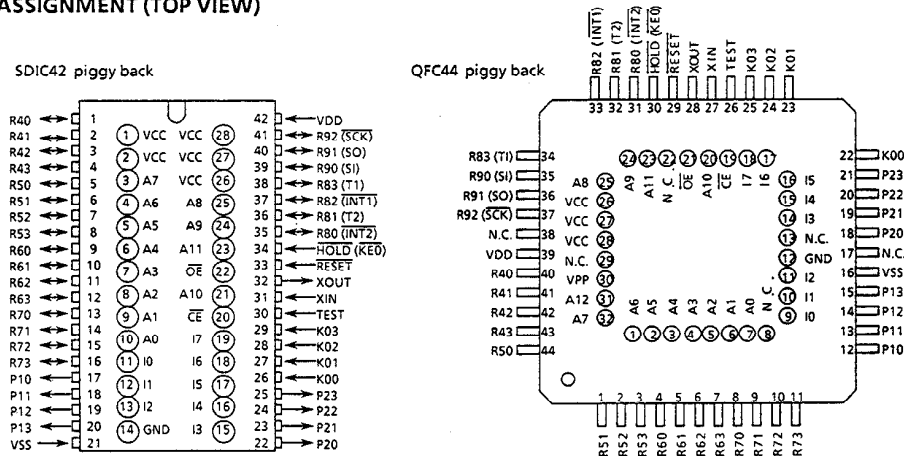 ASSIGNMENT (TOP VIEW)
SDIC42 piggy back
R40 1 42 VDD
R41 2 1 VCC VCC 28 41 R92 (SCK)
R42 3 2 VCC VCC 27 40 R91 (SO)
R43 4 39 R90 (SI)
R50 5 3 A7 VCC 26 38 R83 (T1)
R51 6 4 A6 A8 25 37 R82 (INT1)
R52 7 36 R81 (T2)
R53 8 5 A5 A9 24 35 R80 (INT2)
R60 9 6 A4 A11 23 34 HOLD (KE0)
R61 10 7 A3 OE 22 33 RESET
R62 11 32 XOUT
R63 12 8 A2 A10 21 31 XIN
R70 13 9 A1 CE 20 30 TEST
R71 14 29 K03
R72 15 10 A0 I7 19 28 K02
R73 16 11 I0 I6 18 27 K01
P10 17 26 K00
P11 18 12 I1 I5 17 25 P23
P12 19 13 I2 I4 16 24 P22
P13 20 14 GND I3 15 23 P21
VSS 21 22 P20
QFC44 piggy back
R82 (INT1) R81 (T2) R80 (INT2) HOLD (KE0) RESET XOUT XIN TEST K03 K02 K01
33 32 31 30 29 28 27 26 25 24 23
R83 (TI) 34
R90 (SI) 35
R91 (SO) 36
R92 (SCK) 37
N.C. 38
VDD 39
R40 40
R41 41
R42 42
R43 43
R50 44
24 23 22 21 20 19 18 17
A9 A11 N.C. OE A10 CE I7 I6
A8 25
VCC 26
VCC 27
VCC 28
N.C. 29
VPP 30
A12 31
A7 32
16 I5
15 I4
14 I3
13 N.C.
12 GND
11 I2
10 I1
9 I0
A6 A5 A4 A3 A2 A1 A0 N.C.
1 2 3 4 5 6 7 8
22 K00
21 P23
20 P22
19 P21
18 P20
17 N.C.
16 VSS
15 P13
14 P12
13 P11
12 P10
1 2 3 4 5 6 7 8 9 10 11
R51 R52 R53 R60 R61 R62 R63 R70 R71 R72 R73